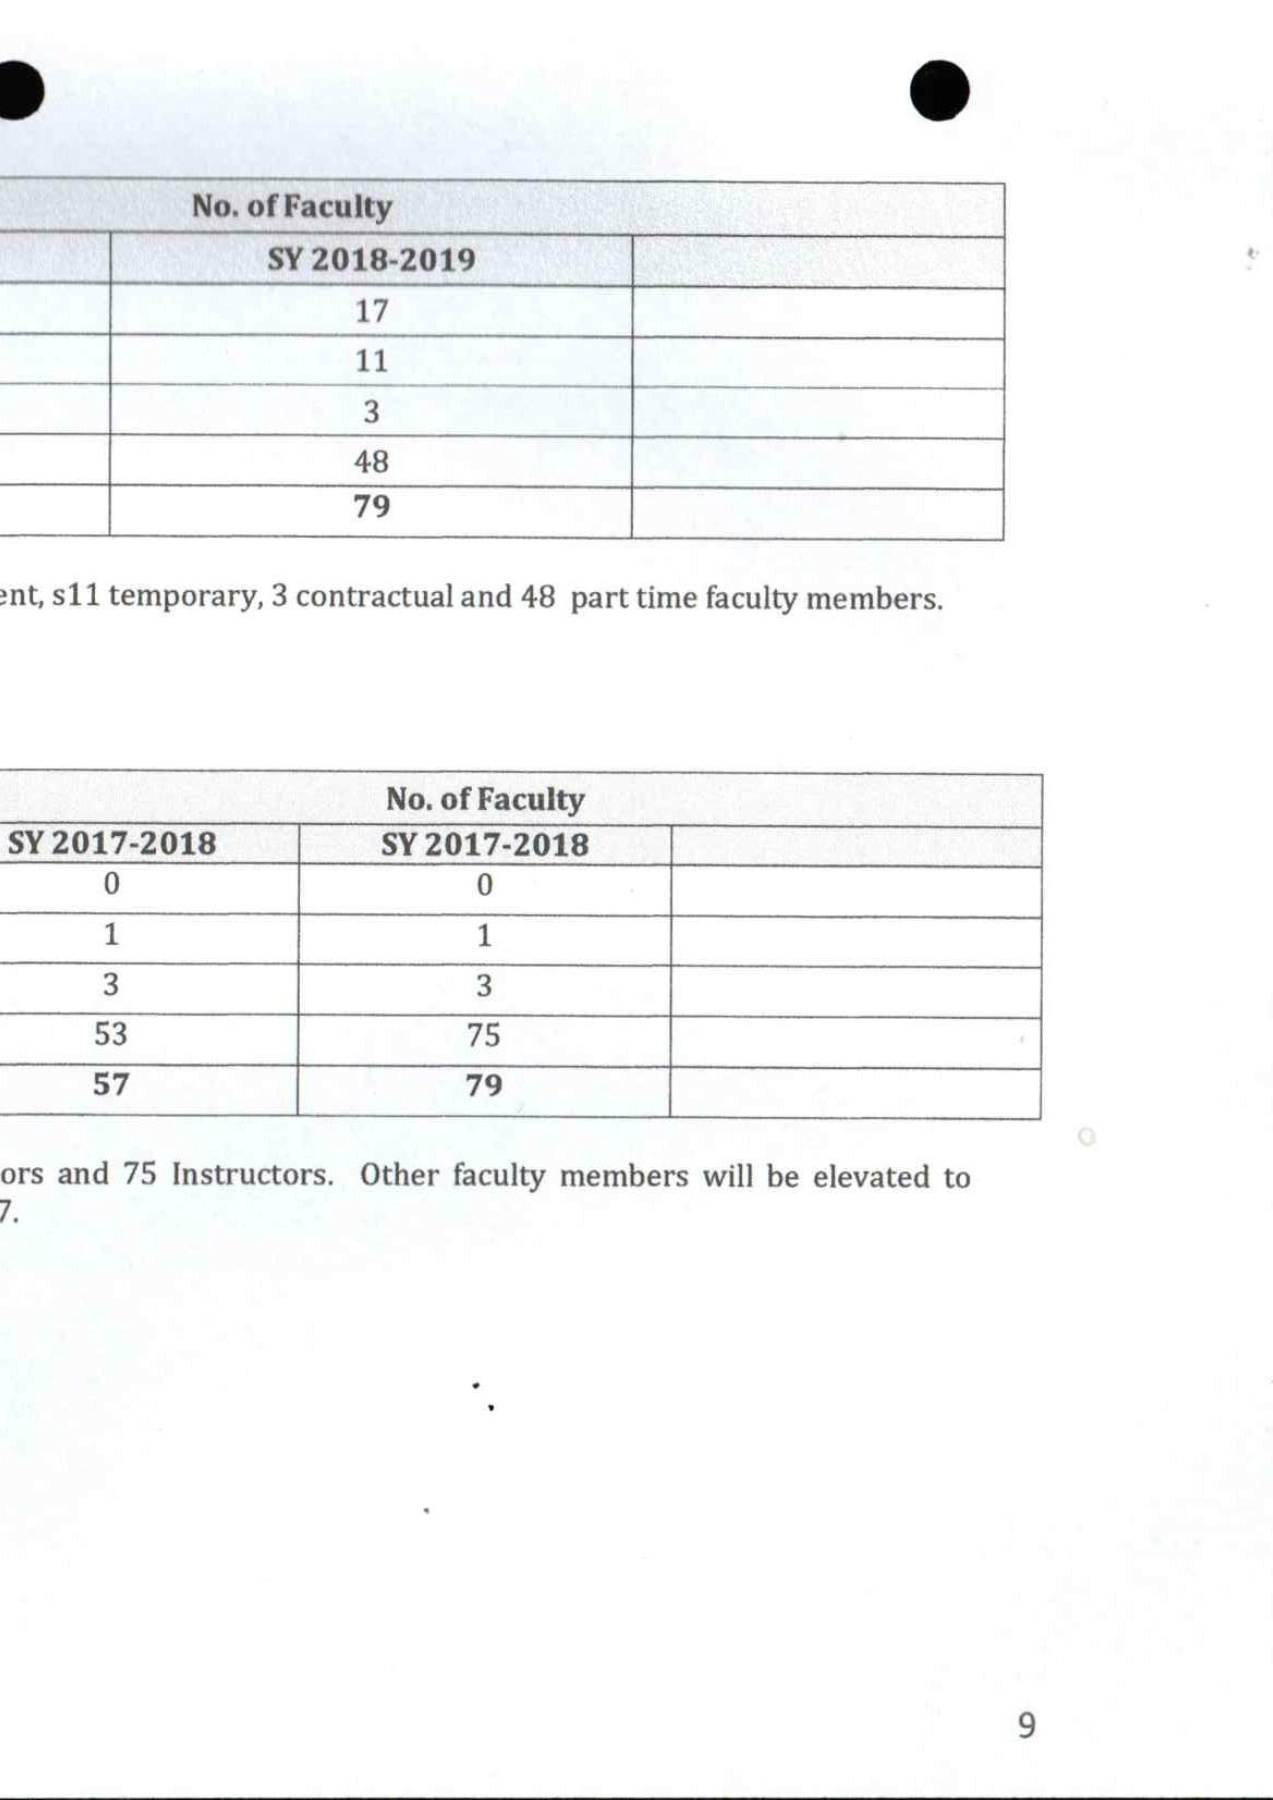 No. of Faculty
SY 2018-2019
17
11
3
48
79
ent, s11 temporary, 3 contractual and 48 part time faculty members.
No. of Faculty
SY 2017-2018 SY 2017-2018
0 0
1 1
3 3
53 75
57 79
ors and 75 Instructors. Other faculty members will be elevated to
7.
9